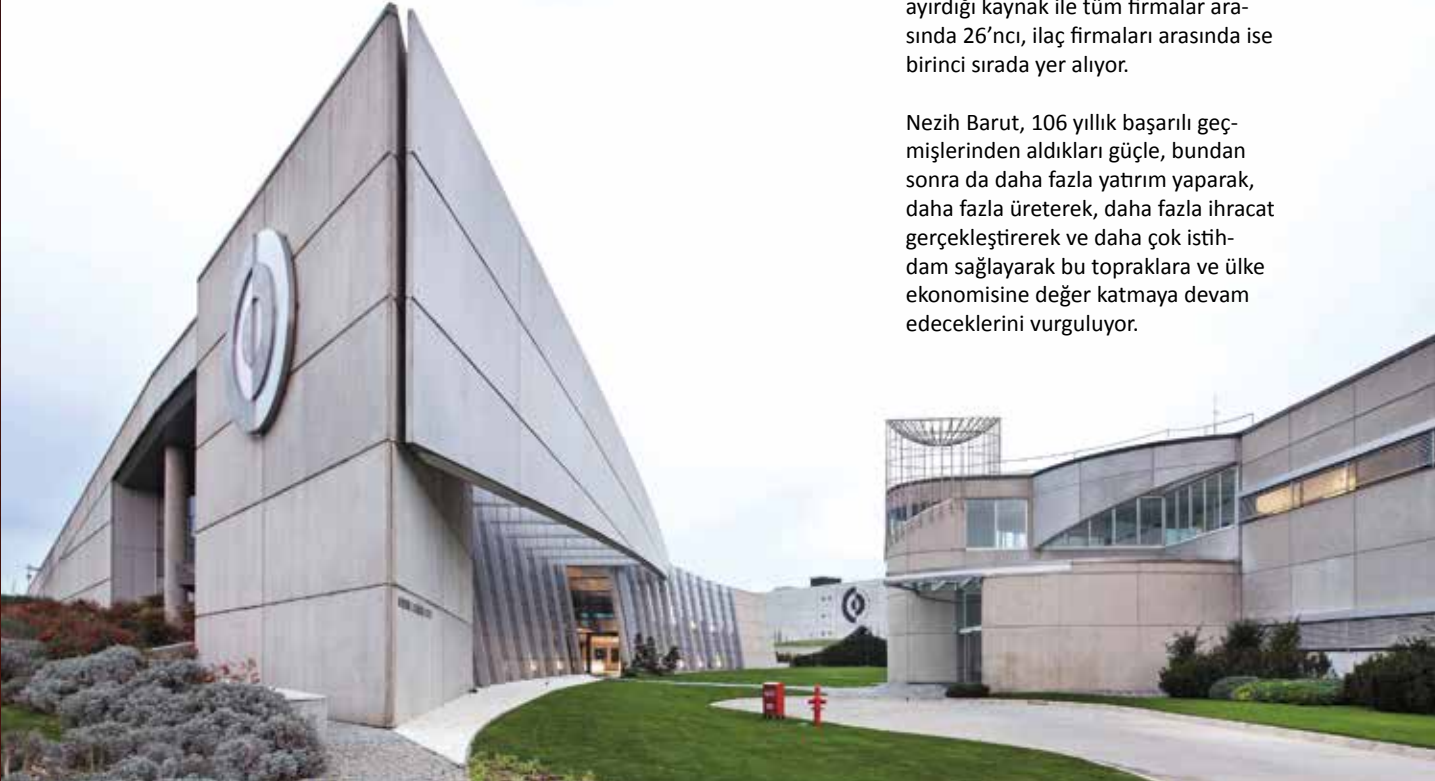 ayırdığı kaynak ile tüm firmalar ara-
sında 26’ncı, ilaç firmaları arasında ise
birinci sırada yer alıyor.
Nezih Barut, 106 yıllık başarılı geç-
mişlerinden aldıkları güçle, bundan
sonra da daha fazla yatırım yaparak,
daha fazla üreterek, daha fazla ihracat
gerçekleştirerek ve daha çok istih-
dam sağlayarak bu topraklara ve ülke
ekonomisine değer katmaya devam
edeceklerini vurguluyor.